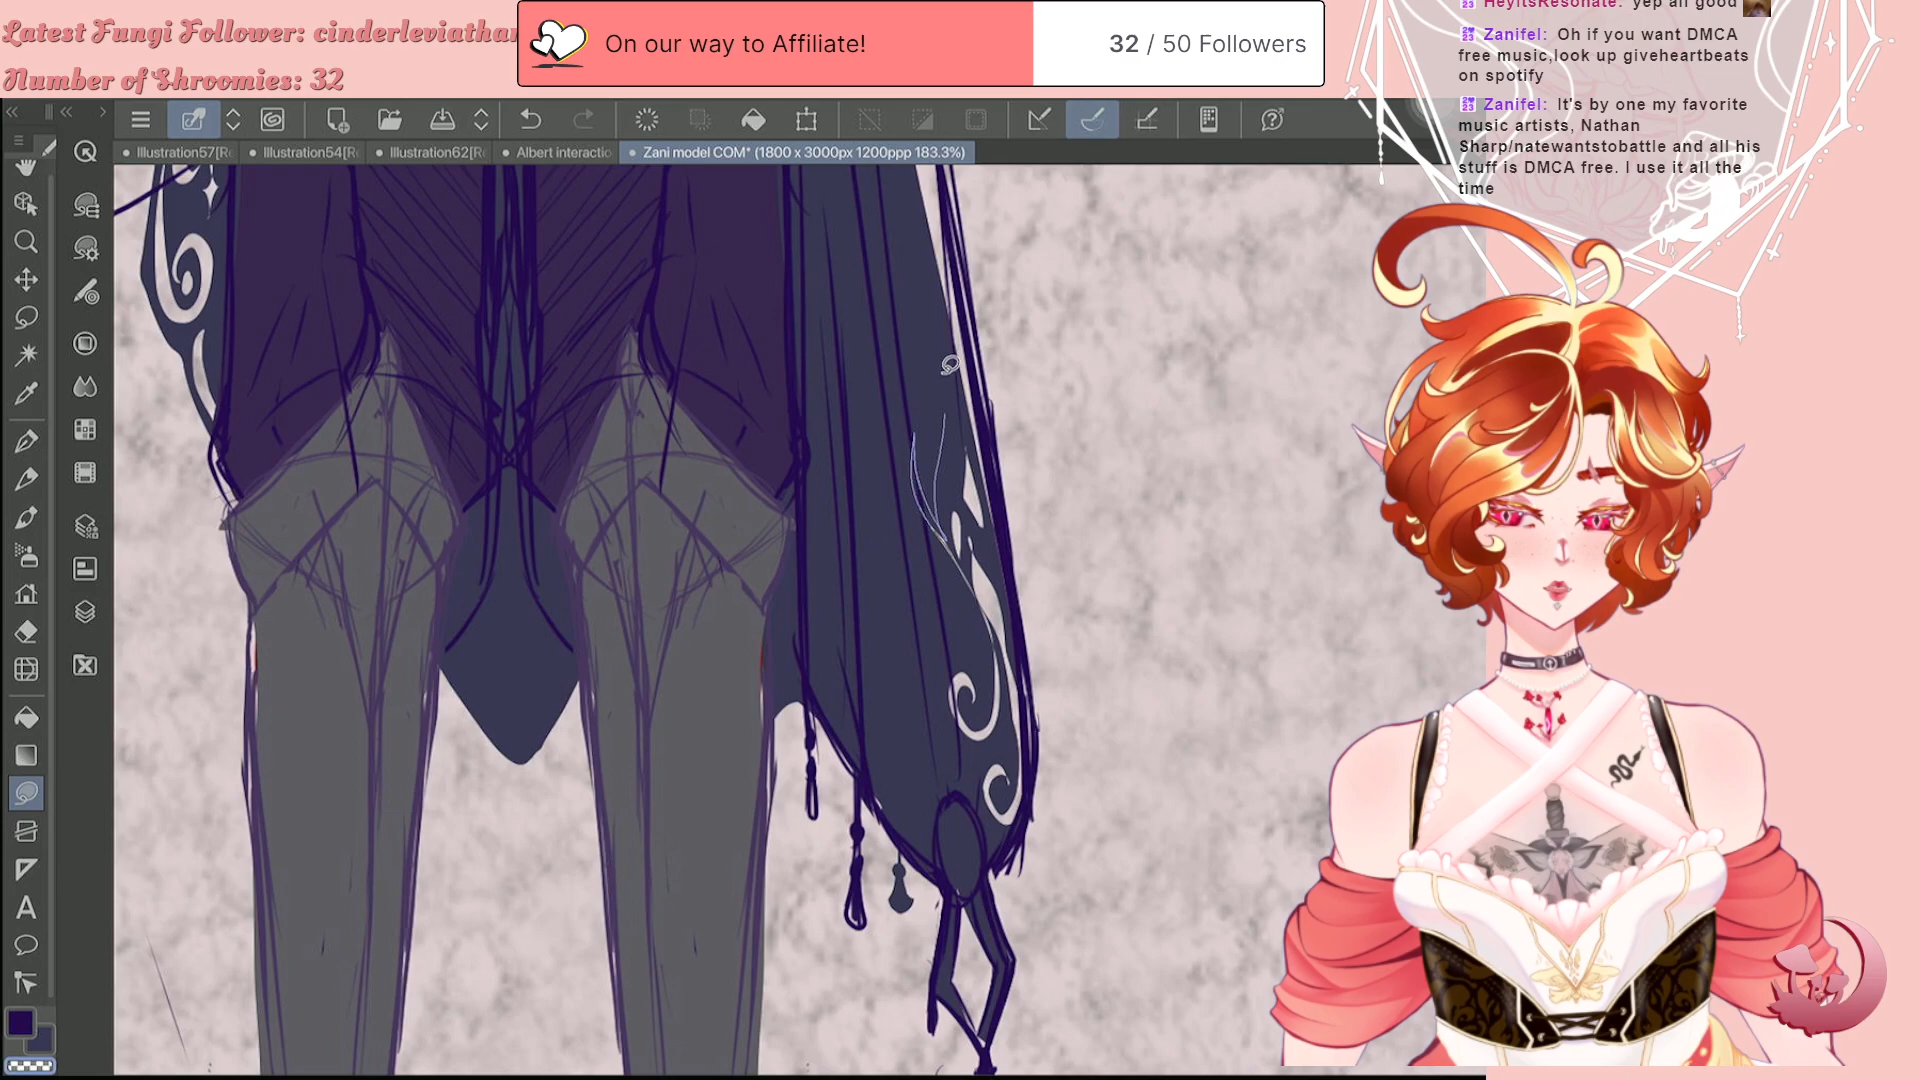 Latest Fungi Follower: cinderleviathan
Number of Shroomies: 32
On our way to Affiliate!
32 / 50 Followers
HeyItsResonate: yep all good
Zanifel: Oh if you want DMCA
free music,look up giveheartbeats
on spotify
Zanifel: It's by one my favorite
music artists, Nathan
Sharp/natewantstobattle and all his
stuff is DMCA free. I use it all the
time
Illustration57[Re
Illustration54[Re
Illustration62[Re
Albert interactio
Zani model COM* (1800 x 3000px 1200ppp 183.3%)